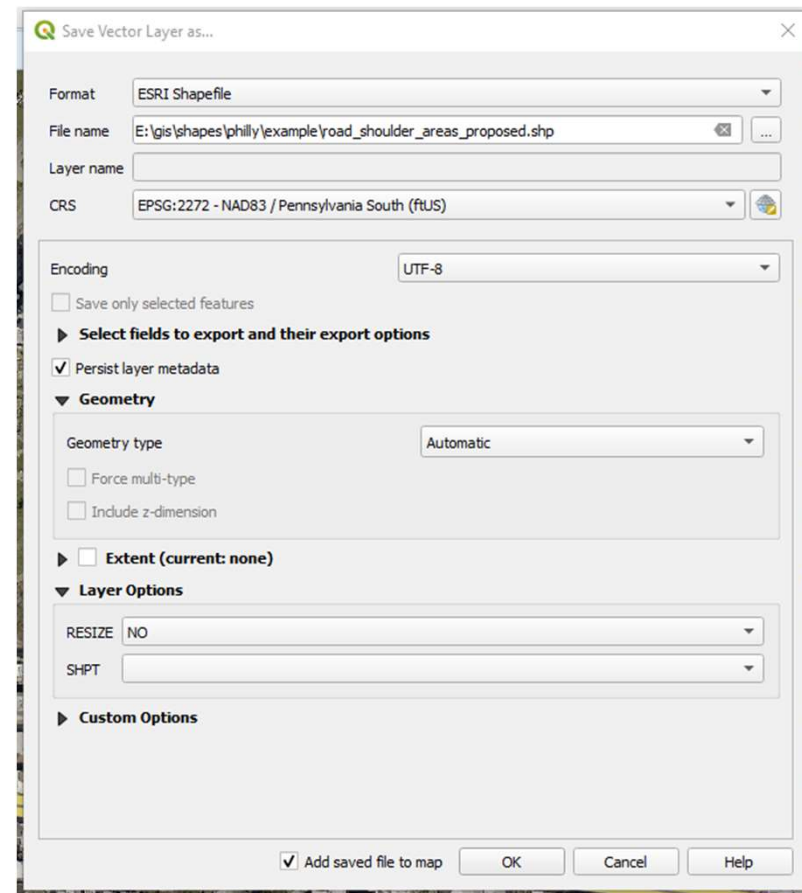 Save Vector Layer as...
Format ESRI Shapefile
File name E:\gis\shapes\philly\example\road_shoulder_areas_proposed.shp ...
Layer name
CRS EPSG:2272 - NAD83 / Pennsylvania South (ftUS)
Encoding UTF-8
Save only selected features
Select fields to export and their export options
Persist layer metadata
Geometry
Geometry type Automatic
Force multi-type
Include z-dimension
Extent (current: none)
Layer Options
RESIZE NO
SHPT
Custom Options
Add saved file to map OK Cancel Help